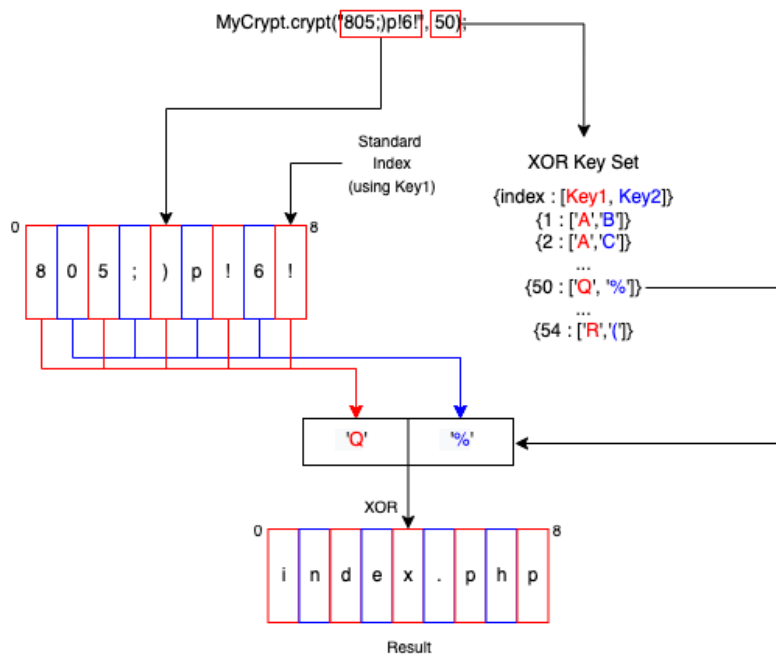 MyCrypt.crypt("805;)p!6!", 50);
Standard
Index
(using Key1)
XOR Key Set
{index : [Key1, Key2]}
{1 : ['A','B']}
{2 : ['A','C']}
...
{50 : ['Q', '%']}
...
{54 : ['R','(']}
0 8
8 0 5 ; ) p ! 6 !
'Q' '%'
XOR
0 8
i n d e x . p h p
Result